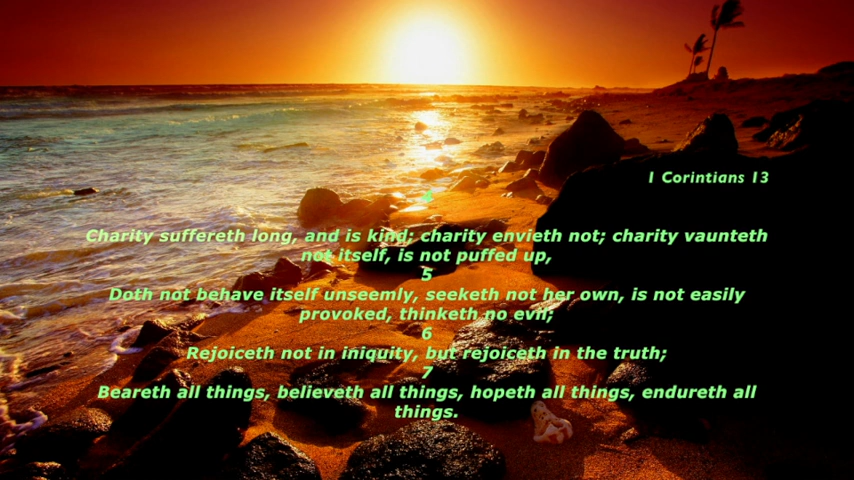 1 Corintians 13
4
Charity suffereth long, and is kind; charity envieth not; charity vaunteth
not itself, is not puffed up,
5
Doth not behave itself unseemly, seeketh not her own, is not easily
provoked, thinketh no evil;
6
Rejoiceth not in iniquity, but rejoiceth in the truth;
7
Beareth all things, believeth all things, hopeth all things, endureth all
things.